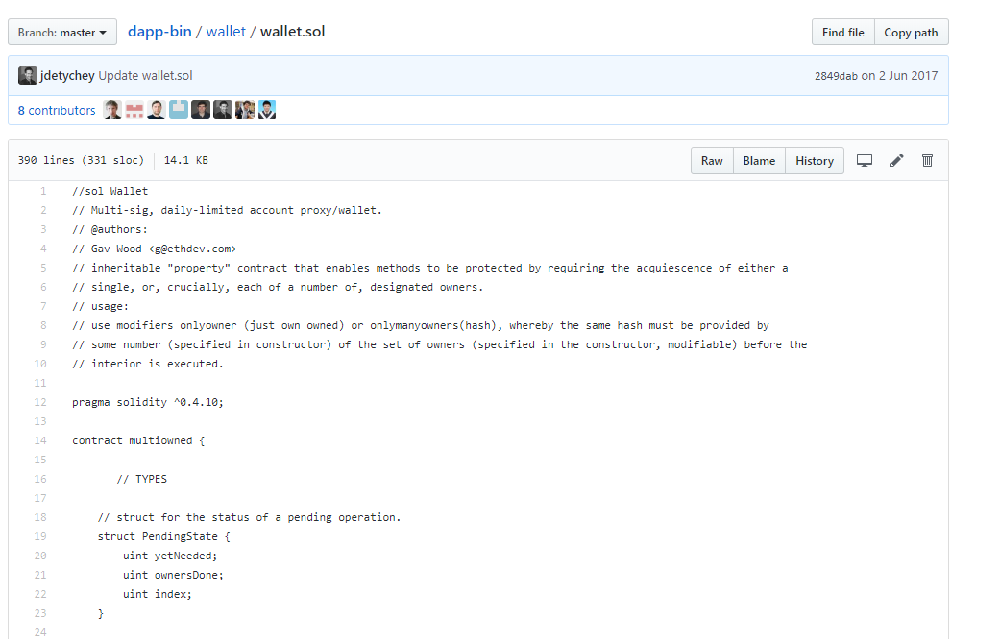 Branch: master dapp-bin / wallet / wallet.sol Find file Copy path
jdetychey Update wallet.sol 2849dab on 2 Jun 2017
8 contributors
390 lines (331 sloc) 14.1 KB Raw Blame History
1 //sol Wallet
2 // Multi-sig, daily-limited account proxy/wallet.
3 // @authors:
4 // Gav Wood <g@ethdev.com>
5 // inheritable "property" contract that enables methods to be protected by requiring the acquiescence of either a
6 // single, or, crucially, each of a number of, designated owners.
7 // usage:
8 // use modifiers onlyowner (just own owned) or onlymanyowners(hash), whereby the same hash must be provided by
9 // some number (specified in constructor) of the set of owners (specified in the constructor, modifiable) before the
10 // interior is executed.
11
12 pragma solidity ^0.4.10;
13
14 contract multiowned {
15
16 // TYPES
17
18 // struct for the status of a pending operation.
19 struct PendingState {
20 uint yetNeeded;
21 uint ownersDone;
22 uint index;
23 }
24